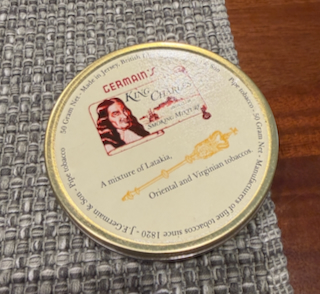 GERMAIN'S
KING CHARLES
SMOKING MIXTURE
A mixture of Latakia,
Oriental and Virginian tobaccos.
50 Gram Net · Made in Jersey, British
Pipe tobacco · 50 Gram Net · Manufacturers of fine tobaccos since 1820 · J.F. Germain & Son · Pipe tobacco